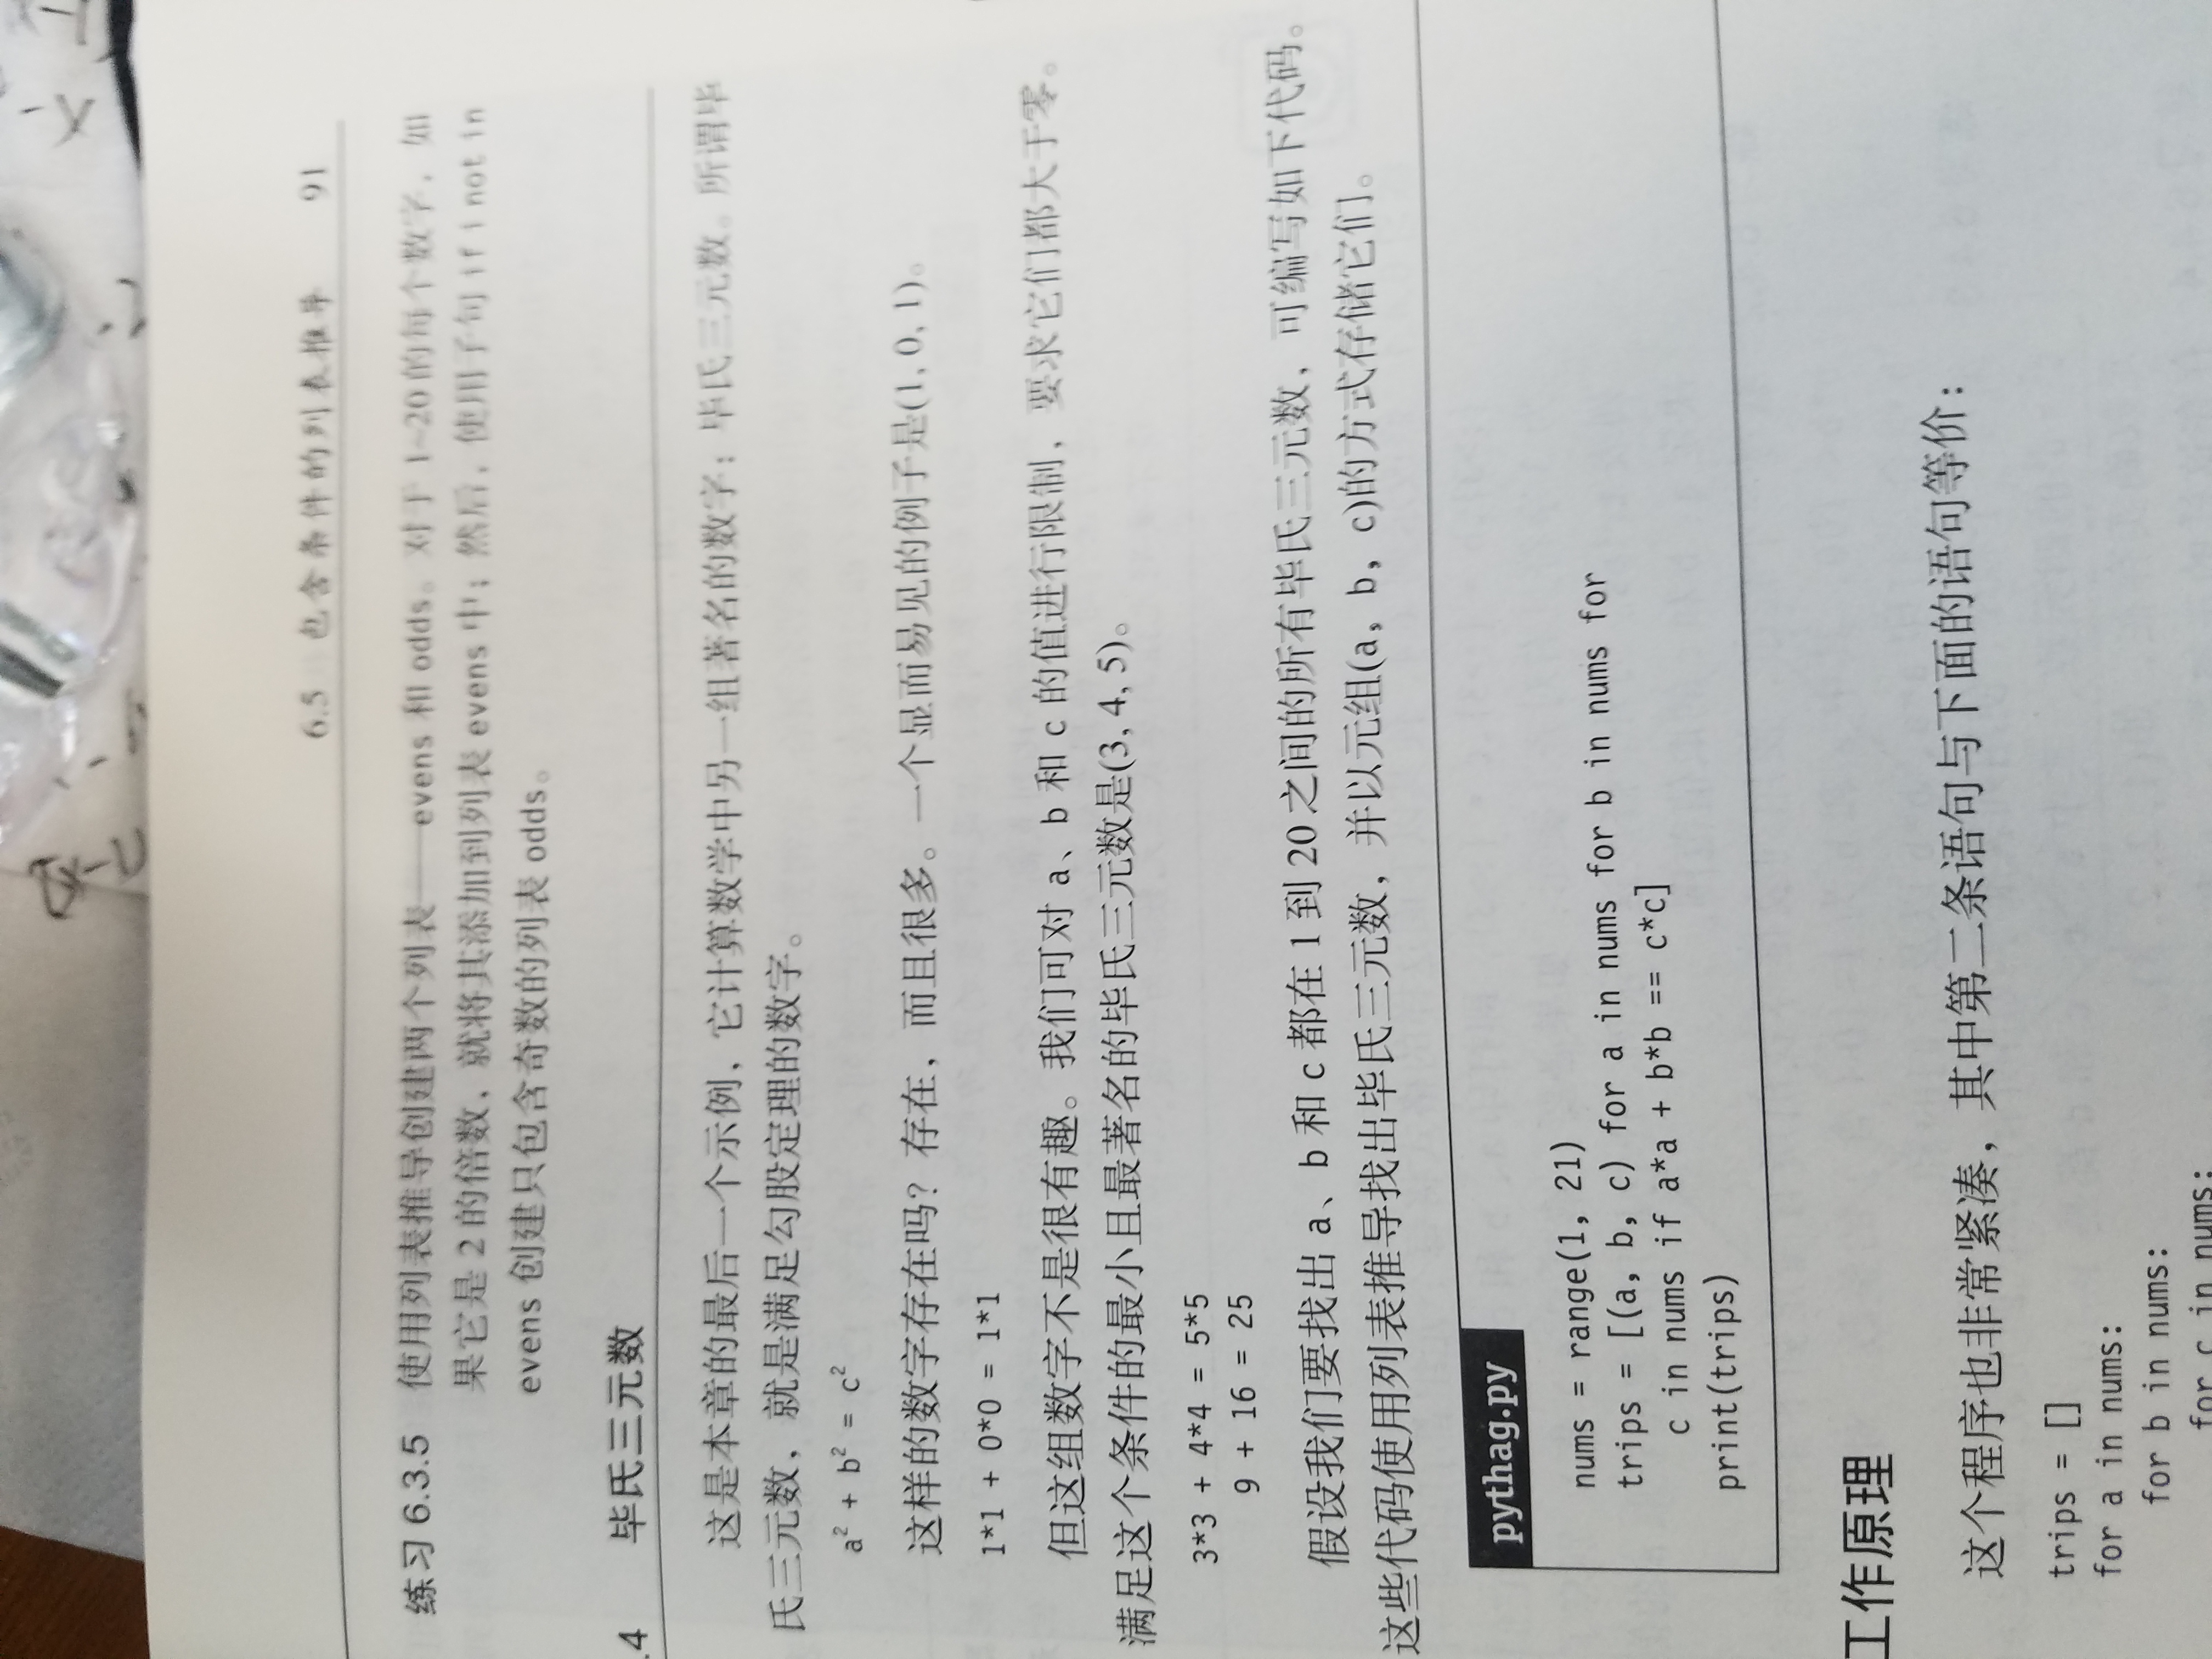 6.5 包含条件的列表推导 91
练习 6.3.5 使用列表推导创建两个列表——evens 和 odds。对于 1~20 的每个数字，如
果它是 2 的倍数，就将其添加到列表 evens 中；然后，使用子句 if i not in
evens 创建只包含奇数的列表 odds。
.4 毕氏三元数
这是本章的最后一个示例，它计算数学中另一组著名的数字：毕氏三元数。所谓毕
氏三元数，就是满足勾股定理的数字。
a² + b² = c²
这样的数字存在吗？存在，而且很多。一个显而易见的例子是(1, 0, 1)。
1*1 + 0*0 = 1*1
但这组数字不是很有趣。我们可对 a、b 和 c 的值进行限制，要求它们都大于零。
满足这个条件的最小且最著名的毕氏三元数是(3, 4, 5)。
3*3 + 4*4 = 5*5
9 + 16 = 25
假设我们要找出 a、b 和 c 都在 1 到 20 之间的所有毕氏三元数，可编写如下代码。
这些代码使用列表推导找出毕氏三元数，并以元组(a, b, c)的方式存储它们。
pythag.py
nums = range(1, 21)
trips = [(a, b, c) for a in nums for b in nums for
c in nums if a*a + b*b == c*c]
print(trips)
工作原理
这个程序也非常紧凑，其中第二条语句与下面的语句等价：
trips = []
for a in nums:
for b in nums:
for c in nums: